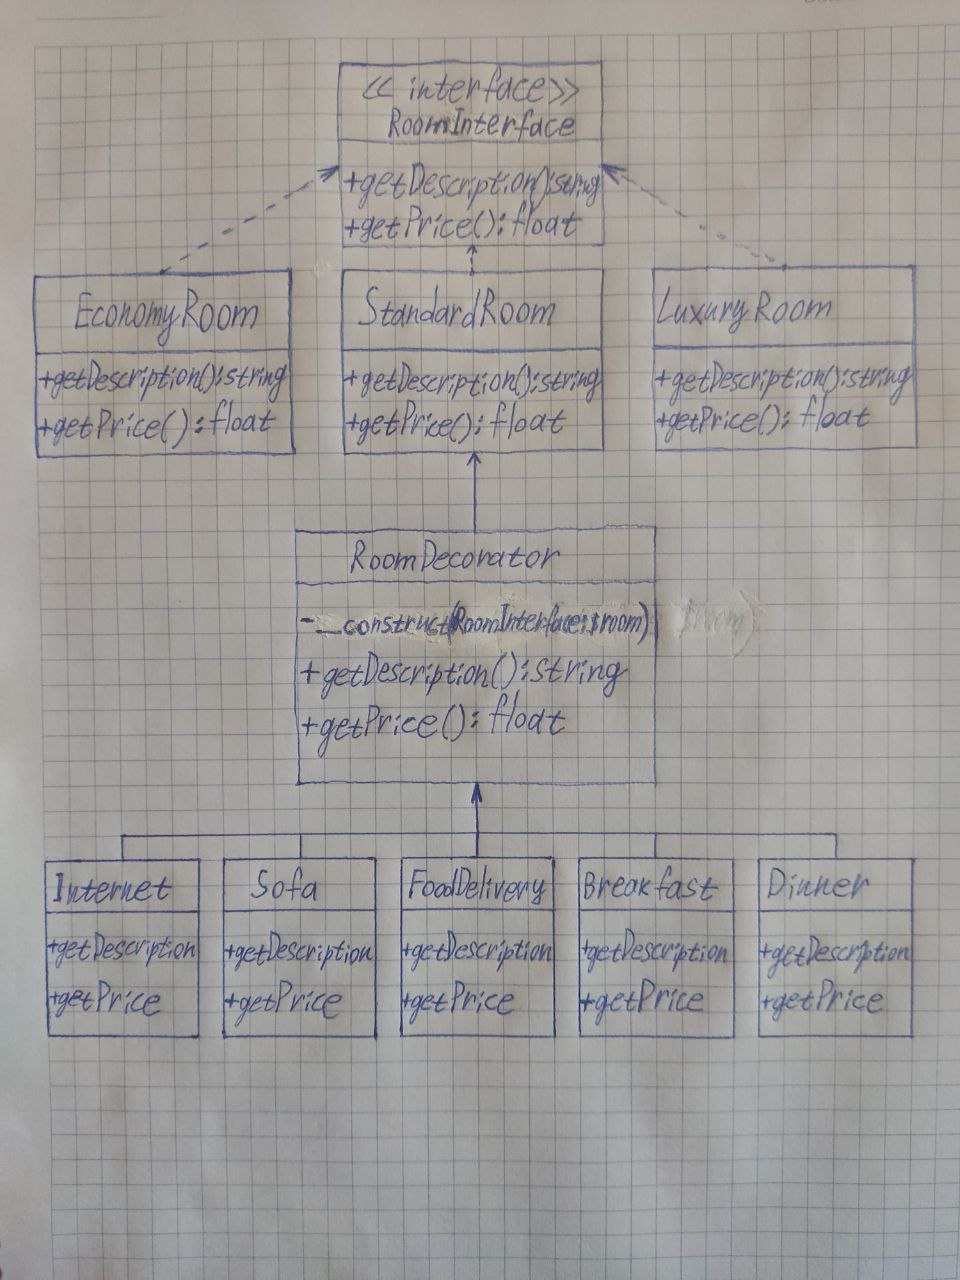 << interface >>
RoomInterface
+getDescription():string
+getPrice(): float
EconomyRoom
+getDescription():string
+getPrice(): float
StandardRoom
+getDescription():string
+getPrice(): float
LuxuryRoom
+getDescription():string
+getPrice(): float
RoomDecorator
-__construct(RoomInterface:$room)
+getDescription():string
+getPrice(): float
Internet
+getDescription
+getPrice
Sofa
+getDescription
+getPrice
FoodDelivery
+getDescription
+getPrice
Breakfast
+getDescription
+getPrice
Dinner
+getDescription
+getPrice